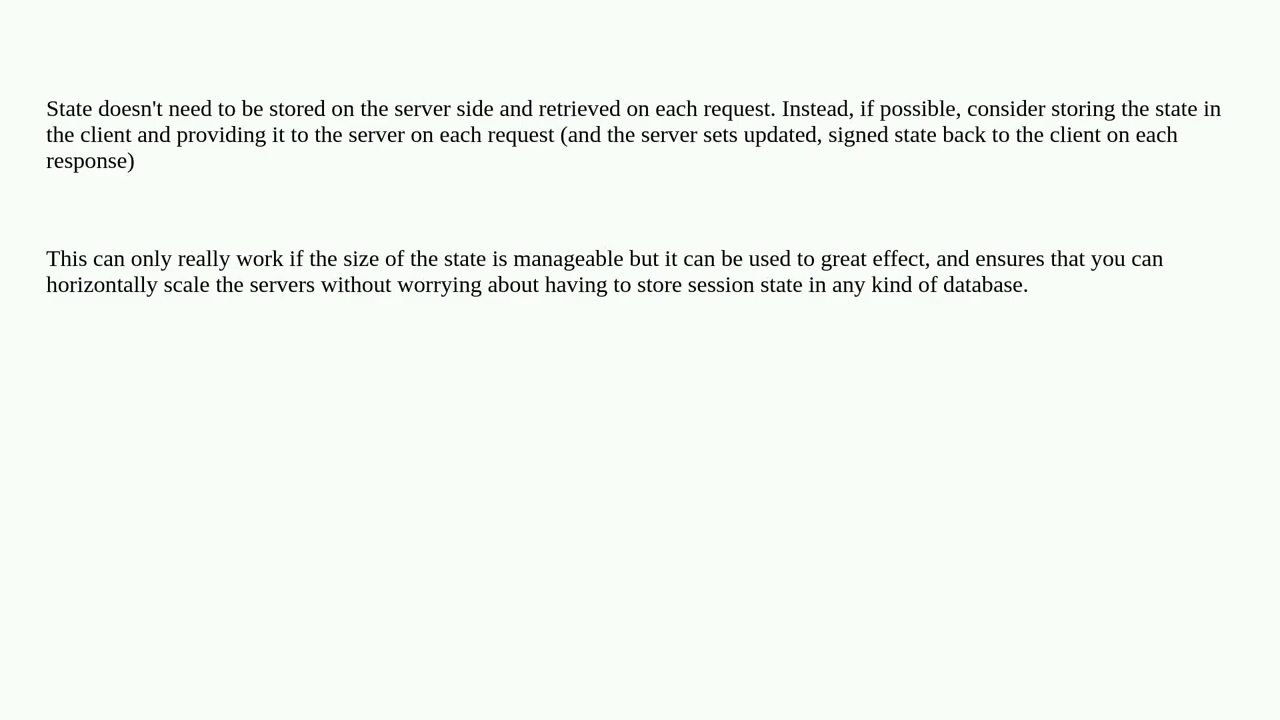 State doesn't need to be stored on the server side and retrieved on each request. Instead, if possible, consider storing the state in
the client and providing it to the server on each request (and the server sets updated, signed state back to the client on each
response)
This can only really work if the size of the state is manageable but it can be used to great effect, and ensures that you can
horizontally scale the servers without worrying about having to store session state in any kind of database.